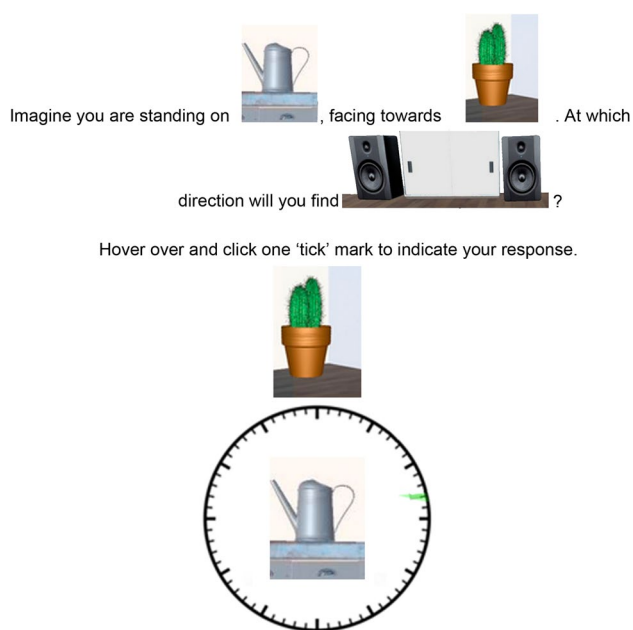 Imagine you are standing on , facing towards . At which
direction will you find ?
Hover over and click one ‘tick’ mark to indicate your response.